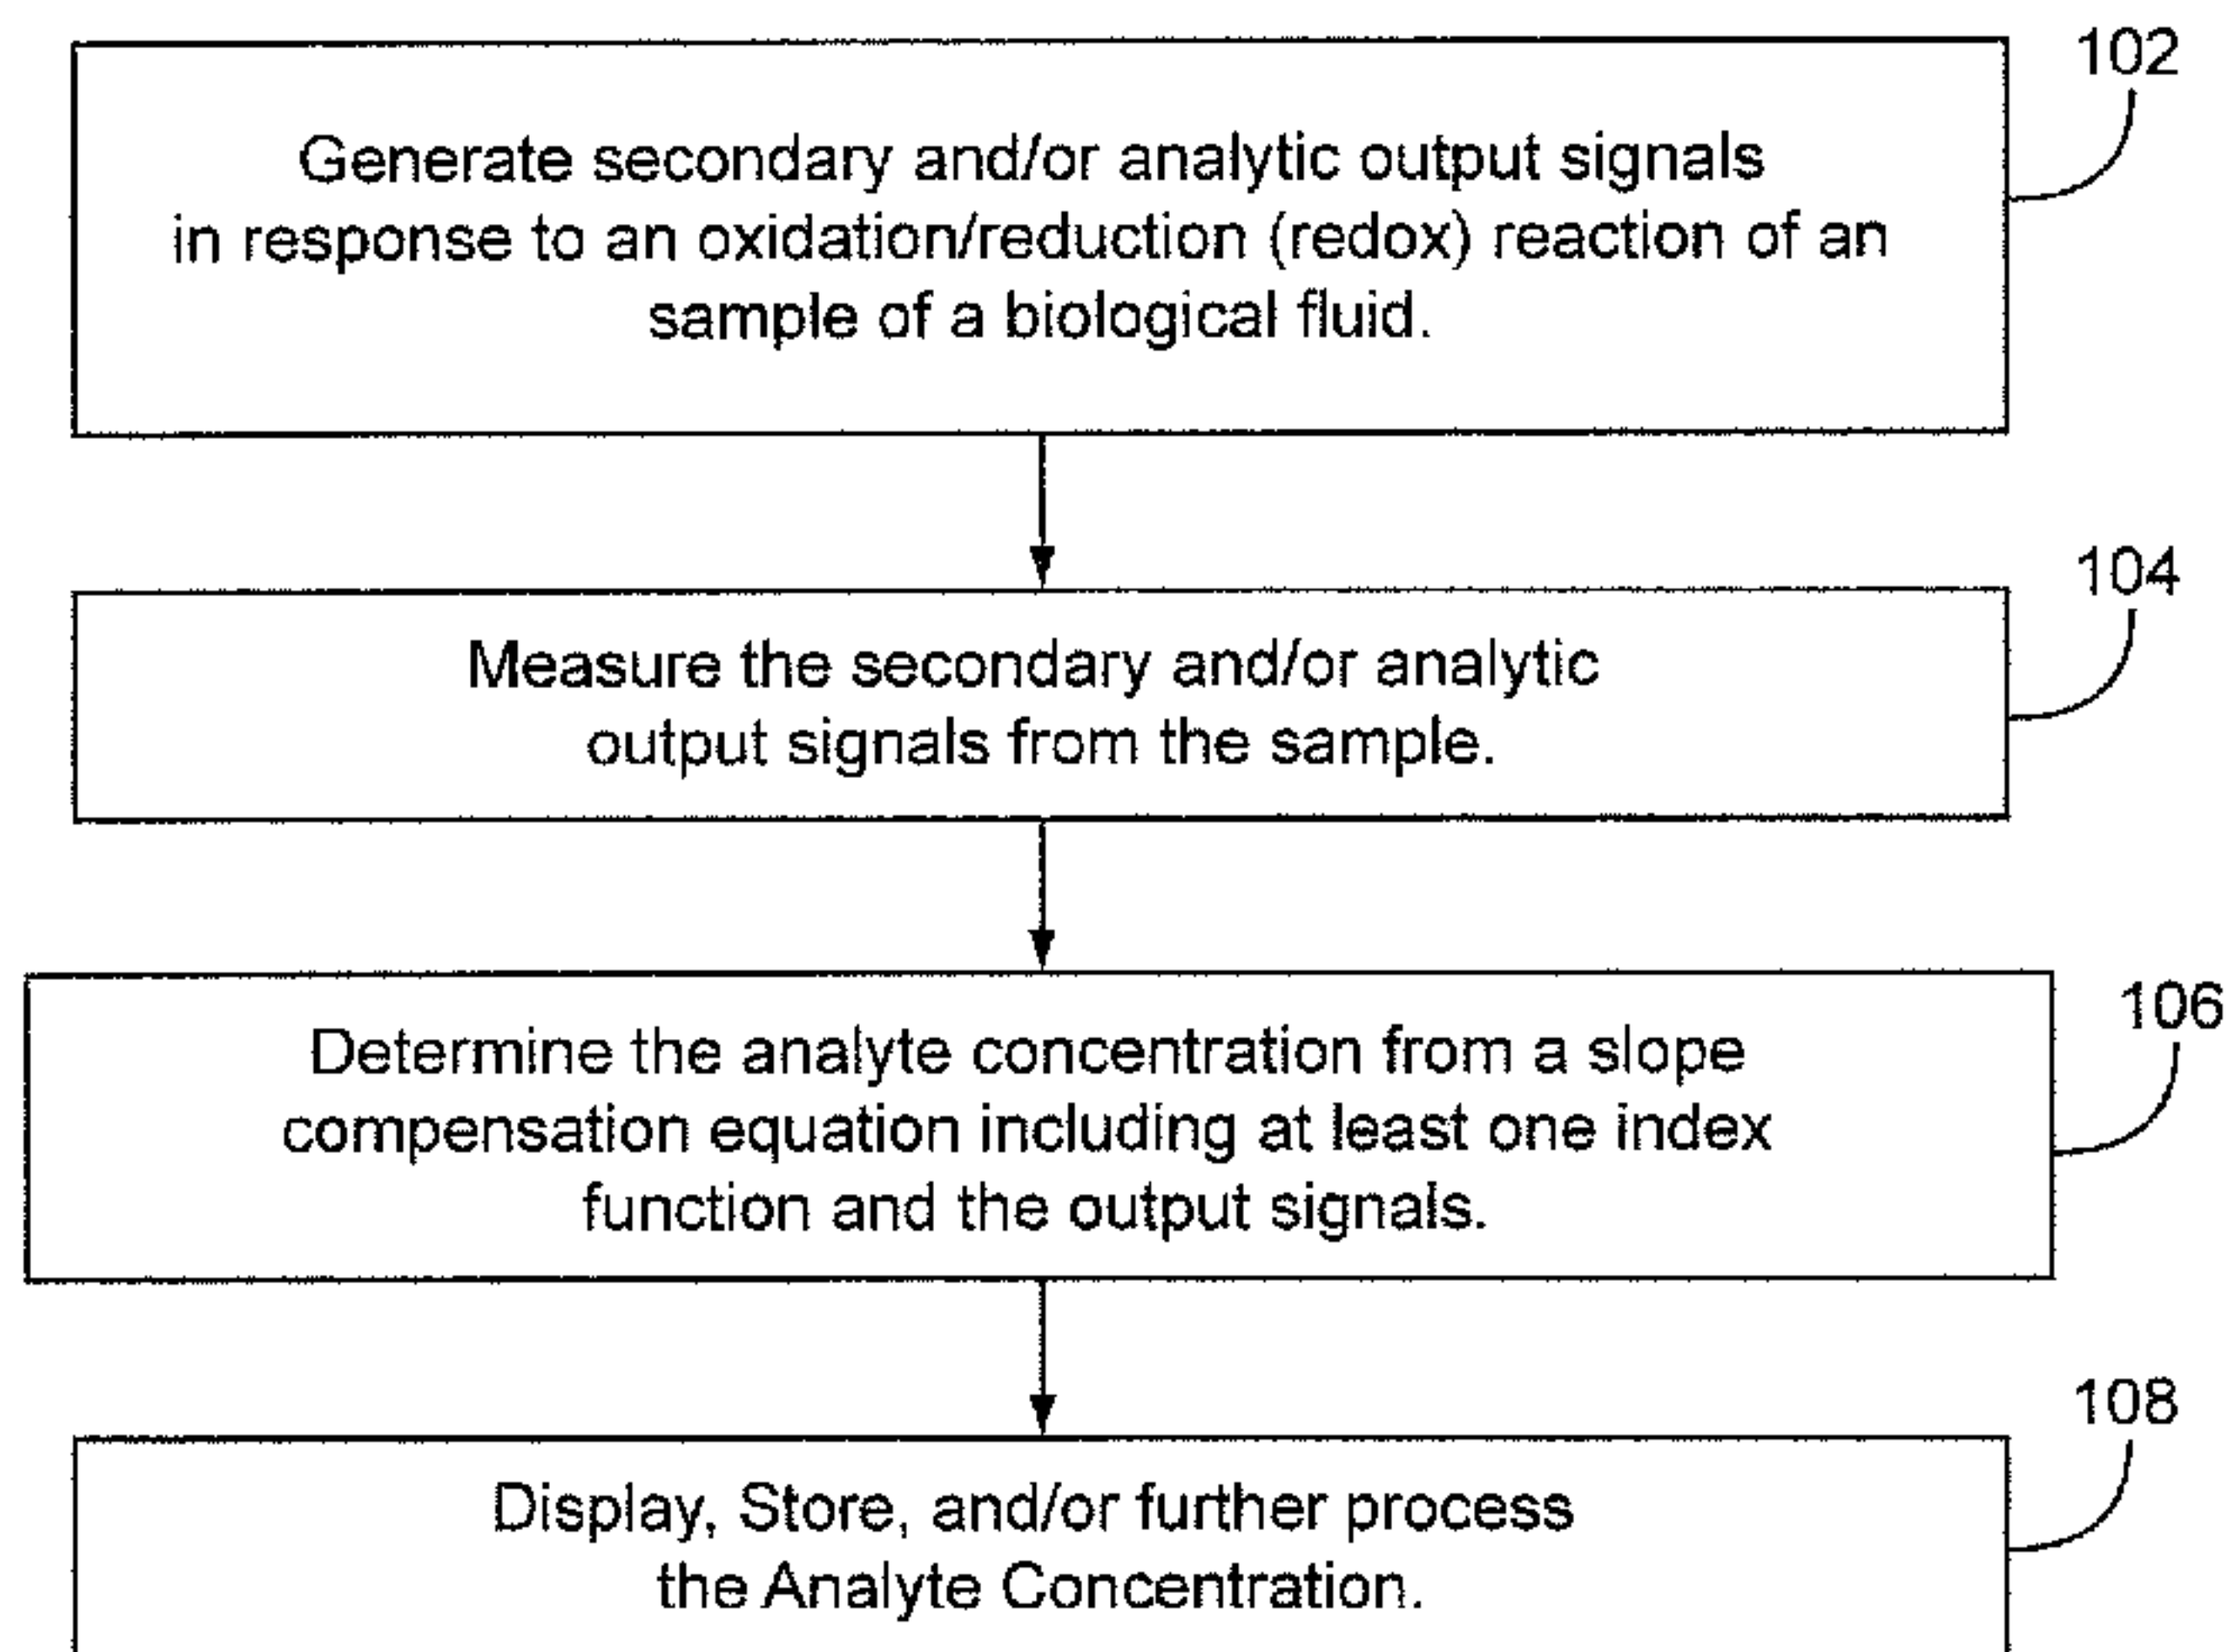 102
Generate secondary and/or analytic output signals
in response to an oxidation/reduction (redox) reaction of an
sample of a biological fluid.
104
Measure the secondary and/or analytic
output signals from the sample.
106
Determine the analyte concentration from a slope
compensation equation including at least one index
function and the output signals.
108
Display, Store, and/or further process
the Analyte Concentration.